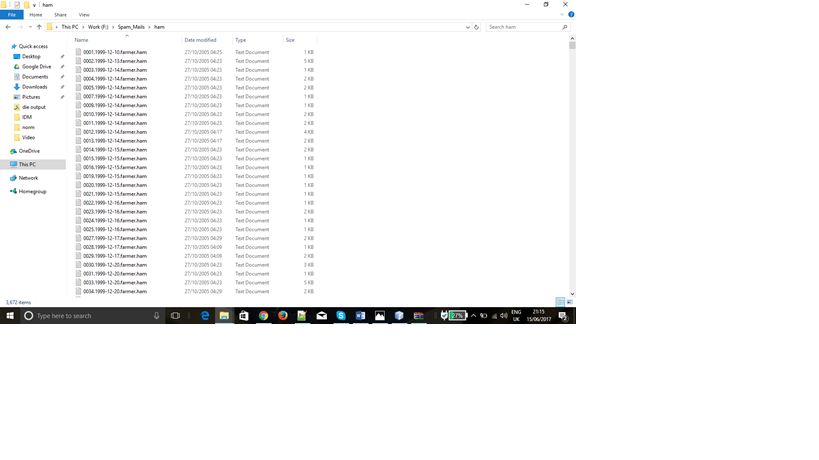 ham
File Home Share View
This PC > Work (F:) > Spam_Mails > ham Search ham
Name Date modified Type Size
Quick access
Desktop
Google Drive
Documents
Downloads
Pictures
die output
IDM
norm
Video
OneDrive
This PC
Network
Homegroup
0001.1999-12-10.farmer.ham 27/10/2005 04:25 Text Document 1 KB
0002.1999-12-13.farmer.ham 27/10/2005 04:23 Text Document 5 KB
0003.1999-12-14.farmer.ham 27/10/2005 04:23 Text Document 1 KB
0004.1999-12-14.farmer.ham 27/10/2005 04:23 Text Document 2 KB
0005.1999-12-14.farmer.ham 27/10/2005 04:23 Text Document 2 KB
0007.1999-12-14.farmer.ham 27/10/2005 04:23 Text Document 1 KB
0009.1999-12-14.farmer.ham 27/10/2005 04:23 Text Document 1 KB
0010.1999-12-14.farmer.ham 27/10/2005 04:23 Text Document 2 KB
0011.1999-12-14.farmer.ham 27/10/2005 04:23 Text Document 2 KB
0012.1999-12-14.farmer.ham 27/10/2005 04:17 Text Document 4 KB
0013.1999-12-14.farmer.ham 27/10/2005 04:17 Text Document 2 KB
0014.1999-12-15.farmer.ham 27/10/2005 04:23 Text Document 2 KB
0015.1999-12-15.farmer.ham 27/10/2005 04:23 Text Document 1 KB
0016.1999-12-15.farmer.ham 27/10/2005 04:23 Text Document 1 KB
0019.1999-12-15.farmer.ham 27/10/2005 04:23 Text Document 1 KB
0020.1999-12-15.farmer.ham 27/10/2005 04:23 Text Document 1 KB
0021.1999-12-15.farmer.ham 27/10/2005 04:23 Text Document 1 KB
0022.1999-12-16.farmer.ham 27/10/2005 04:23 Text Document 1 KB
0023.1999-12-16.farmer.ham 27/10/2005 04:23 Text Document 2 KB
0024.1999-12-16.farmer.ham 27/10/2005 04:23 Text Document 1 KB
0025.1999-12-16.farmer.ham 27/10/2005 04:23 Text Document 1 KB
0027.1999-12-17.farmer.ham 27/10/2005 04:29 Text Document 2 KB
0028.1999-12-17.farmer.ham 27/10/2005 04:09 Text Document 1 KB
0029.1999-12-17.farmer.ham 27/10/2005 04:09 Text Document 2 KB
0030.1999-12-20.farmer.ham 27/10/2005 04:23 Text Document 3 KB
0031.1999-12-20.farmer.ham 27/10/2005 04:23 Text Document 1 KB
0033.1999-12-20.farmer.ham 27/10/2005 04:23 Text Document 5 KB
0034.1999-12-20.farmer.ham 27/10/2005 04:29 Text Document 2 KB
3,672 items
Type here to search 27% ENG 21:15
UK 15/06/2017